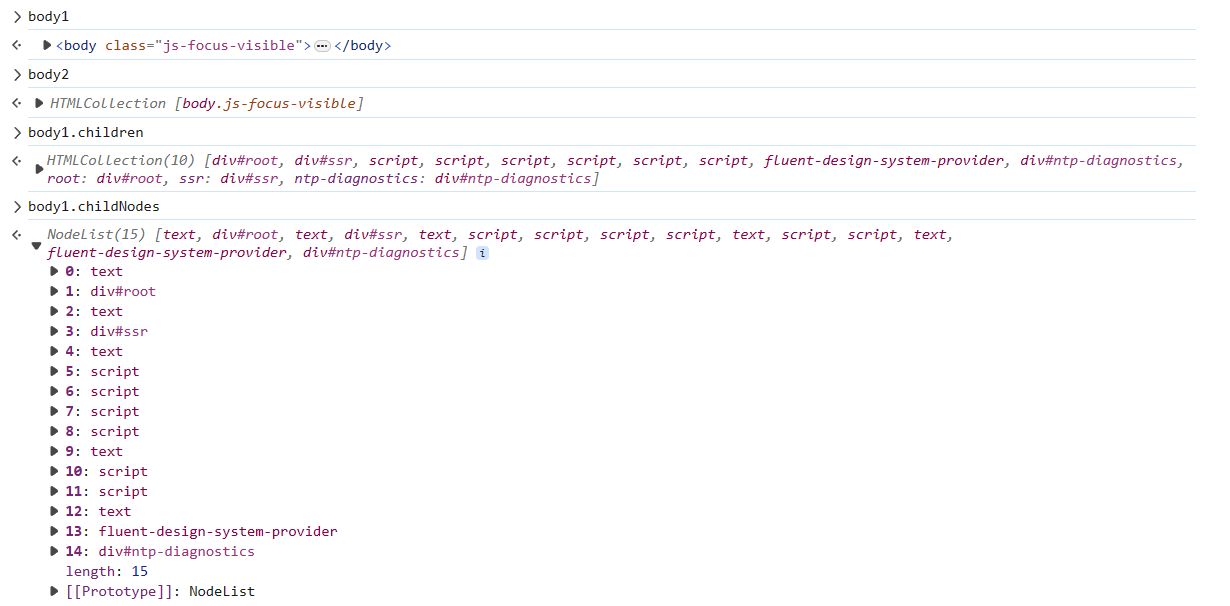 body1
<body class="js-focus-visible">…</body>
body2
HTMLCollection [body.js-focus-visible]
body1.children
HTMLCollection(10) [div#root, div#ssr, script, script, script, script, script, script, fluent-design-system-provider, div#ntp-diagnostics,
root: div#root, ssr: div#ssr, ntp-diagnostics: div#ntp-diagnostics]
body1.childNodes
NodeList(15) [text, div#root, text, div#ssr, text, script, script, script, script, text, script, script, text,
fluent-design-system-provider, div#ntp-diagnostics] i
0: text
1: div#root
2: text
3: div#ssr
4: text
5: script
6: script
7: script
8: script
9: text
10: script
11: script
12: text
13: fluent-design-system-provider
14: div#ntp-diagnostics
length: 15
[[Prototype]]: NodeList